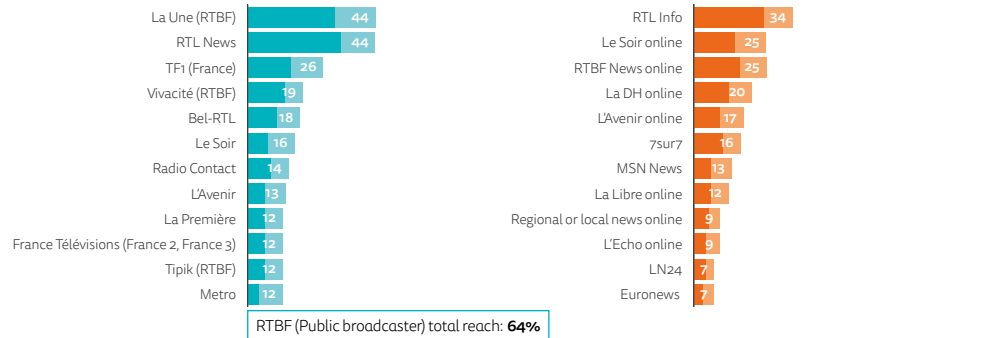 La Une (RTBF) 44
RTL News 44
TF1 (France) 26
Vivacité (RTBF) 19
Bel-RTL 18
Le Soir 16
Radio Contact 14
L'Avenir 13
La Première 12
France Télévisions (France 2, France 3) 12
Tipik (RTBF) 12
Metro 12
RTBF (Public broadcaster) total reach: 64%
RTL Info 34
Le Soir online 25
RTBF News online 25
La DH online 20
L'Avenir online 17
7sur7 16
MSN News 13
La Libre online 12
Regional or local news online 9
L'Echo online 9
LN24 7
Euronews 7